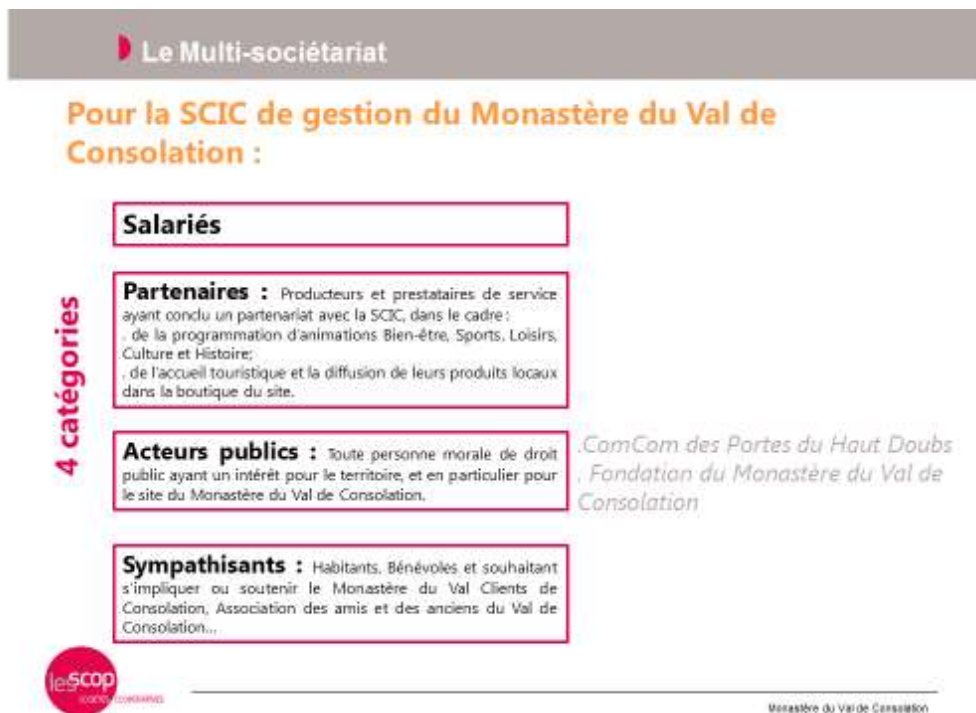 Le Multi-sociétariat
Pour la SCIC de gestion du Monastère du Val de
Consolation :
4 catégories
Salariés
Partenaires : Producteurs et prestataires de service
ayant conclu un partenariat avec la SCIC, dans le cadre :
. de la programmation d'animations Bien-être, Sports, Loisirs,
Culture et Histoire;
. de l'accueil touristique et la diffusion de leurs produits locaux
dans la boutique du site.
Acteurs publics : Toute personne morale de droit
public ayant un intérêt pour le territoire, et en particulier pour
le site du Monastère du Val de Consolation.
.ComCom des Portes du Haut Doubs
. Fondation du Monastère du Val de
Consolation
Sympathisants : Habitants, Bénévoles et souhaitant
s'impliquer ou soutenir le Monastère du Val Clients de
Consolation, Association des amis et des anciens du Val de
Consolation...
lesscop
Monastère du Val de Consolation